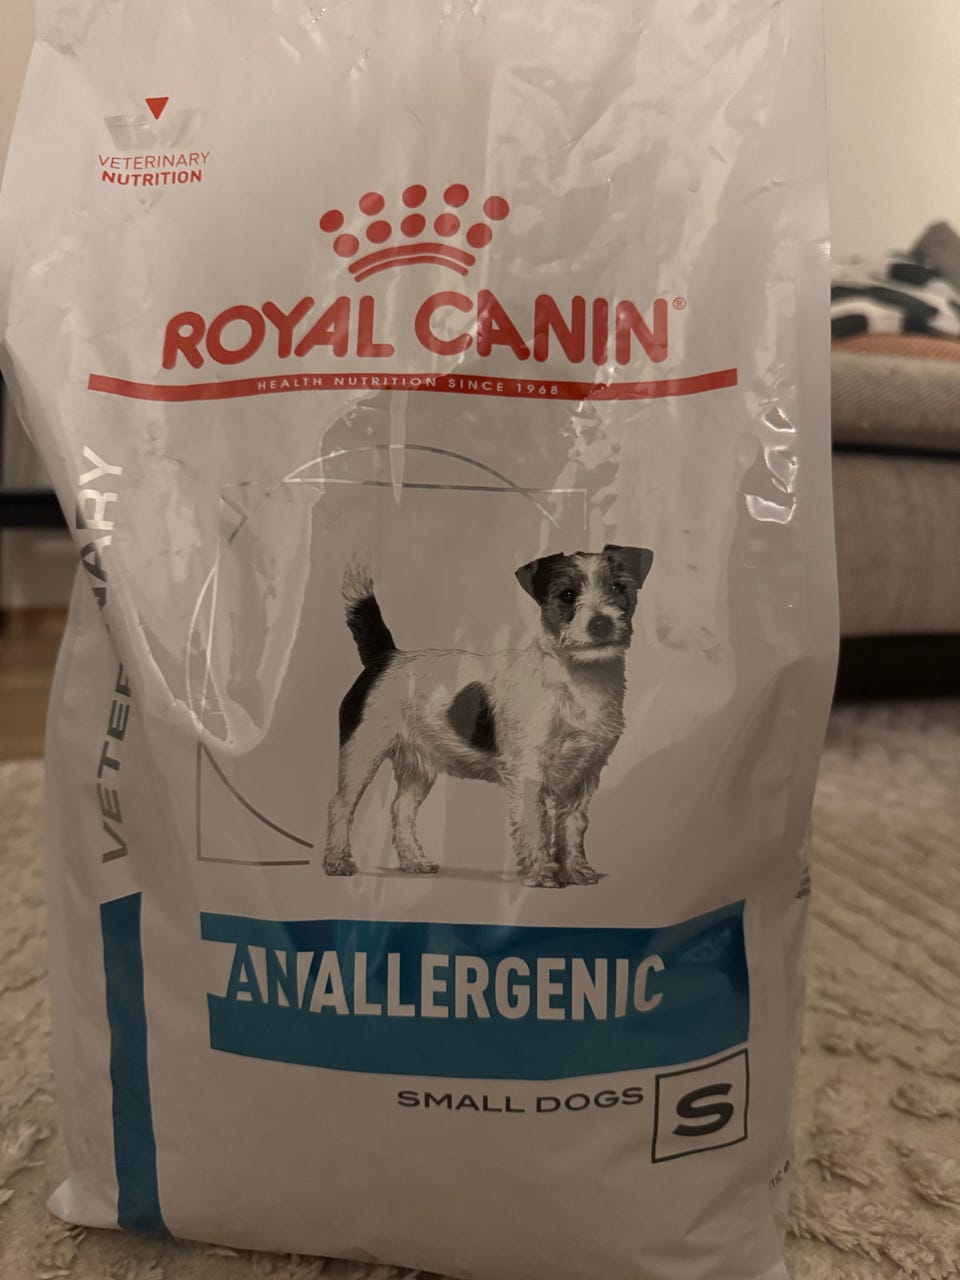 VETERINARY
NUTRITION
ROYAL CANIN®
HEALTH NUTRITION SINCE 1968
ANALLERGENIC
SMALL DOGS
S